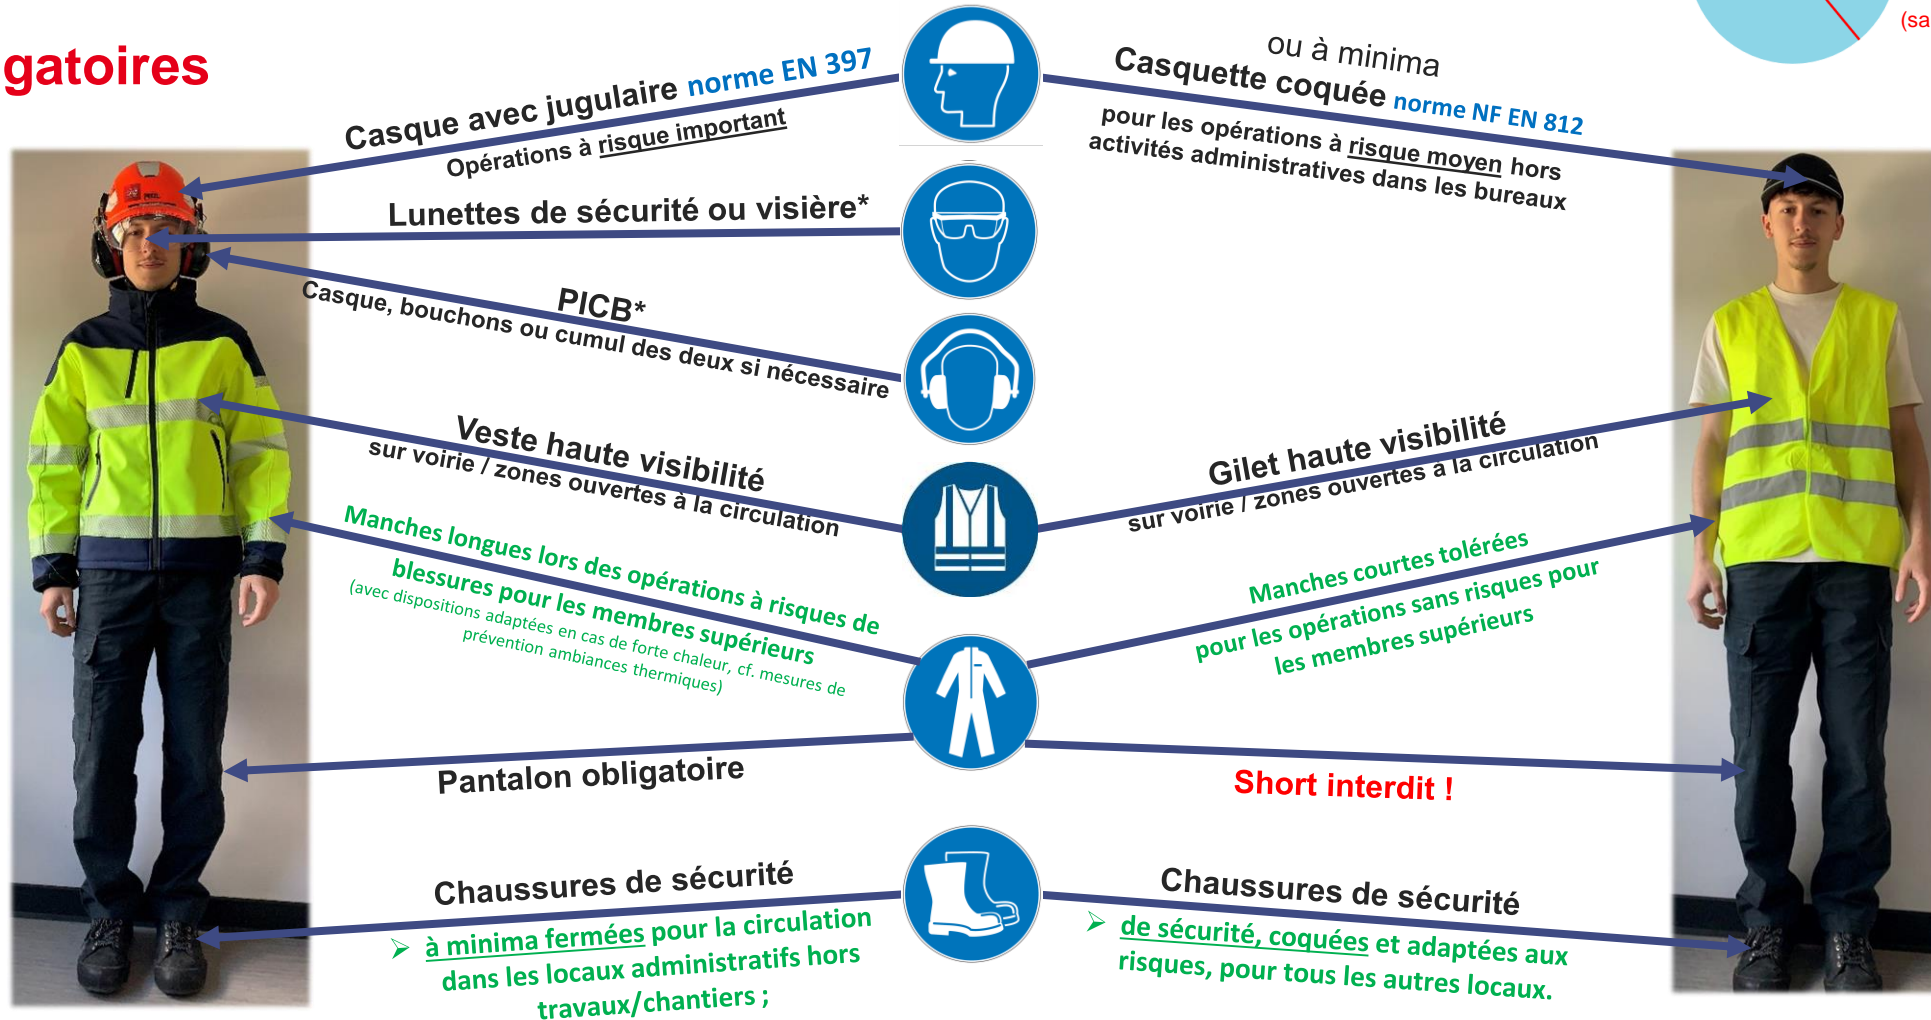 gatoires
(sa
Casque avec jugulaire norme EN 397
Opérations à risque important
ou à minima
Casquette coquée norme NF EN 812
pour les opérations à risque moyen hors
activités administratives dans les bureaux
Lunettes de sécurité ou visière*
PICB*
Casque, bouchons ou cumul des deux si nécessaire
Veste haute visibilité
sur voirie / zones ouvertes à la circulation
Gilet haute visibilité
sur voirie / zones ouvertes à la circulation
Manches longues lors des opérations à risques de
blessures pour les membres supérieurs
(avec dispositions adaptées en cas de forte chaleur, cf. mesures de
prévention ambiances thermiques)
Manches courtes tolérées
pour les opérations sans risques pour
les membres supérieurs
Pantalon obligatoire
Short interdit !
Chaussures de sécurité
➢ à minima fermées pour la circulation
dans les locaux administratifs hors
travaux/chantiers ;
Chaussures de sécurité
➢ de sécurité, coquées et adaptées aux
risques, pour tous les autres locaux.